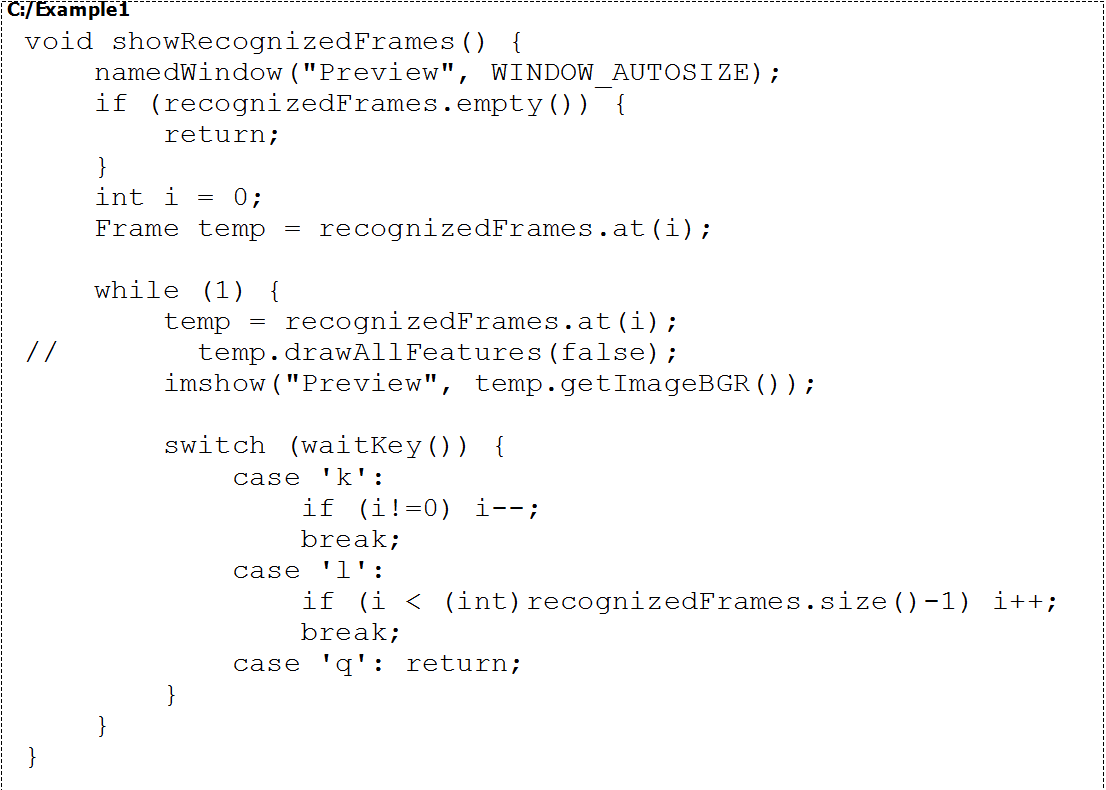 C:/Example1
void showRecognizedFrames() {
    namedWindow("Preview", WINDOW_AUTOSIZE);
    if (recognizedFrames.empty()) {
        return;
    }
    int i = 0;
    Frame temp = recognizedFrames.at(i);

    while (1) {
        temp = recognizedFrames.at(i);
//        temp.drawAllFeatures(false);
        imshow("Preview", temp.getImageBGR());

        switch (waitKey()) {
            case 'k':
                if (i!=0) i--;
                break;
            case 'l':
                if (i < (int)recognizedFrames.size()-1) i++;
                break;
            case 'q': return;
        }
    }
}